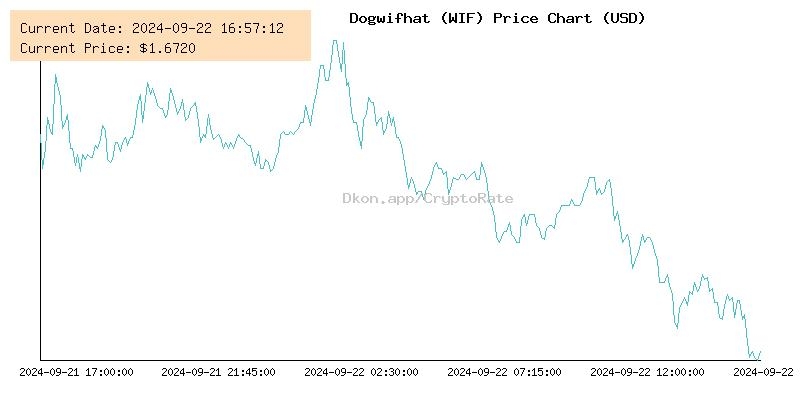 Dogwifhat (WIF) Price Chart (USD)
Current Date: 2024-09-22 16:57:12
Current Price: $1.6720
Dkon.app/CryptoRate
2024-09-21 17:00:00 2024-09-21 21:45:00 2024-09-22 02:30:00 2024-09-22 07:15:00 2024-09-22 12:00:00 2024-09-22